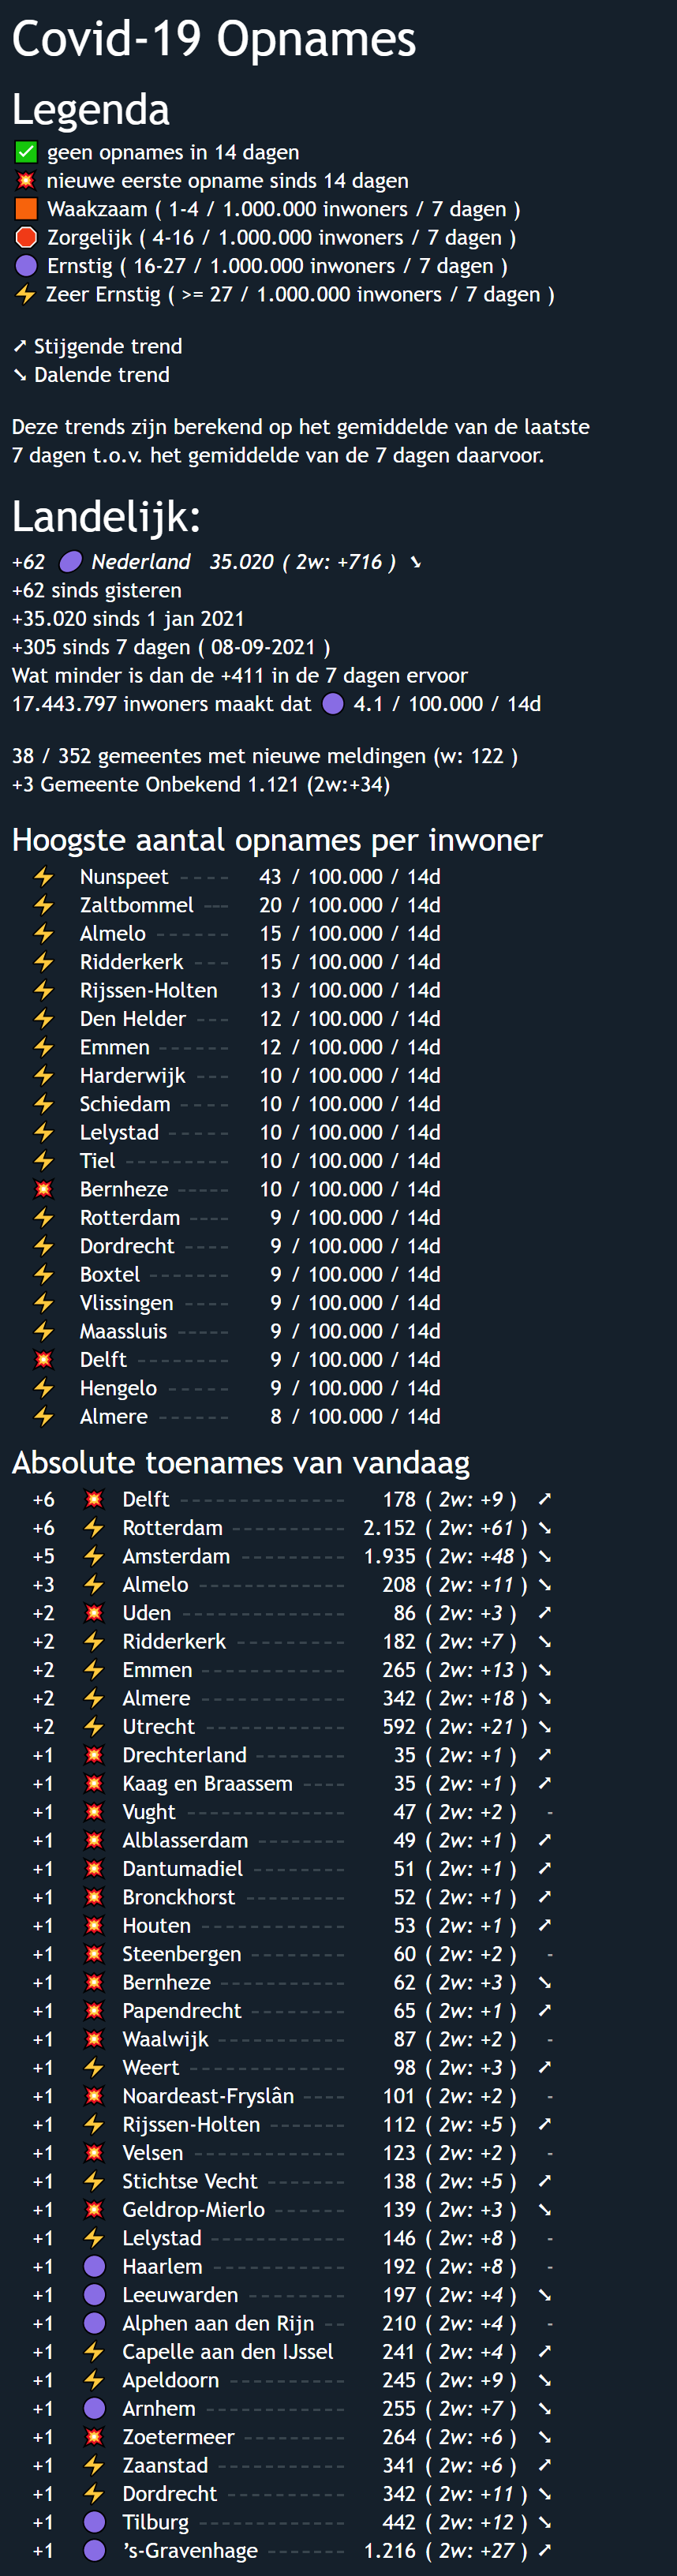 Covid-19 Opnames
Legenda
geen opnames in 14 dagen
nieuwe eerste opname sinds 14 dagen
Waakzaam ( 1-4 / 1.000.000 inwoners / 7 dagen )
Zorgelijk ( 4-16 / 1.000.000 inwoners / 7 dagen )
Ernstig ( 16-27 / 1.000.000 inwoners / 7 dagen )
Zeer Ernstig ( >= 27 / 1.000.000 inwoners / 7 dagen )
↗ Stijgende trend
↘ Dalende trend
Deze trends zijn berekend op het gemiddelde van de laatste
7 dagen t.o.v. het gemiddelde van de 7 dagen daarvoor.
Landelijk:
+62 Nederland 35.020 ( 2w: +716 ) ↘
+62 sinds gisteren
+35.020 sinds 1 jan 2021
+305 sinds 7 dagen ( 08-09-2021 )
Wat minder is dan de +411 in de 7 dagen ervoor
17.443.797 inwoners maakt dat 4.1 / 100.000 / 14d
38 / 352 gemeentes met nieuwe meldingen (w: 122 )
+3 Gemeente Onbekend 1.121 (2w:+34)
Hoogste aantal opnames per inwoner
Nunspeet ---- 43 / 100.000 / 14d
Zaltbommel --- 20 / 100.000 / 14d
Almelo ------ 15 / 100.000 / 14d
Ridderkerk --- 15 / 100.000 / 14d
Rijssen-Holten 13 / 100.000 / 14d
Den Helder --- 12 / 100.000 / 14d
Emmen ------ 12 / 100.000 / 14d
Harderwijk --- 10 / 100.000 / 14d
Schiedam ---- 10 / 100.000 / 14d
Lelystad ----- 10 / 100.000 / 14d
Tiel -------- 10 / 100.000 / 14d
Bernheze ---- 10 / 100.000 / 14d
Rotterdam --- 9 / 100.000 / 14d
Dordrecht ---- 9 / 100.000 / 14d
Boxtel ------ 9 / 100.000 / 14d
Vlissingen ---- 9 / 100.000 / 14d
Maassluis ---- 9 / 100.000 / 14d
Delft ------- 9 / 100.000 / 14d
Hengelo ----- 9 / 100.000 / 14d
Almere ------ 8 / 100.000 / 14d
Absolute toenames van vandaag
+6 Delft --------------- 178 ( 2w: +9 ) ↗
+6 Rotterdam ---------- 2.152 ( 2w: +61 ) ↘
+5 Amsterdam ---------- 1.935 ( 2w: +48 ) ↘
+3 Almelo ------------- 208 ( 2w: +11 ) ↘
+2 Uden --------------- 86 ( 2w: +3 ) ↗
+2 Ridderkerk ---------- 182 ( 2w: +7 ) ↘
+2 Emmen ------------- 265 ( 2w: +13 ) ↘
+2 Almere ------------- 342 ( 2w: +18 ) ↘
+2 Utrecht ------------ 592 ( 2w: +21 ) ↘
+1 Drechterland -------- 35 ( 2w: +1 ) ↗
+1 Kaag en Braassem ---- 35 ( 2w: +1 ) ↗
+1 Vught -------------- 47 ( 2w: +2 ) -
+1 Alblasserdam -------- 49 ( 2w: +1 ) ↗
+1 Dantumadiel -------- 51 ( 2w: +1 ) ↗
+1 Bronckhorst --------- 52 ( 2w: +1 ) ↗
+1 Houten ------------- 53 ( 2w: +1 ) ↗
+1 Steenbergen --------- 60 ( 2w: +2 ) -
+1 Bernheze ----------- 62 ( 2w: +3 ) ↘
+1 Papendrecht -------- 65 ( 2w: +1 ) ↗
+1 Waalwijk ----------- 87 ( 2w: +2 ) -
+1 Weert -------------- 98 ( 2w: +3 ) ↗
+1 Noardeast-Fryslân ---- 101 ( 2w: +2 ) -
+1 Rijssen-Holten ------- 112 ( 2w: +5 ) ↗
+1 Velsen ------------- 123 ( 2w: +2 ) -
+1 Stichtse Vecht ------- 138 ( 2w: +5 ) ↗
+1 Geldrop-Mierlo ------- 139 ( 2w: +3 ) ↘
+1 Lelystad ------------ 146 ( 2w: +8 ) -
+1 Haarlem ------------ 192 ( 2w: +8 ) -
+1 Leeuwarden -------- 197 ( 2w: +4 ) ↘
+1 Alphen aan den Rijn -- 210 ( 2w: +4 ) -
+1 Capelle aan den IJssel 241 ( 2w: +4 ) ↗
+1 Apeldoorn ---------- 245 ( 2w: +9 ) ↘
+1 Arnhem ------------ 255 ( 2w: +7 ) ↘
+1 Zoetermeer --------- 264 ( 2w: +6 ) ↘
+1 Zaanstad ----------- 341 ( 2w: +6 ) ↗
+1 Dordrecht ---------- 342 ( 2w: +11 ) ↘
+1 Tilburg ------------- 442 ( 2w: +12 ) ↘
+1 's-Gravenhage ------- 1.216 ( 2w: +27 ) ↗